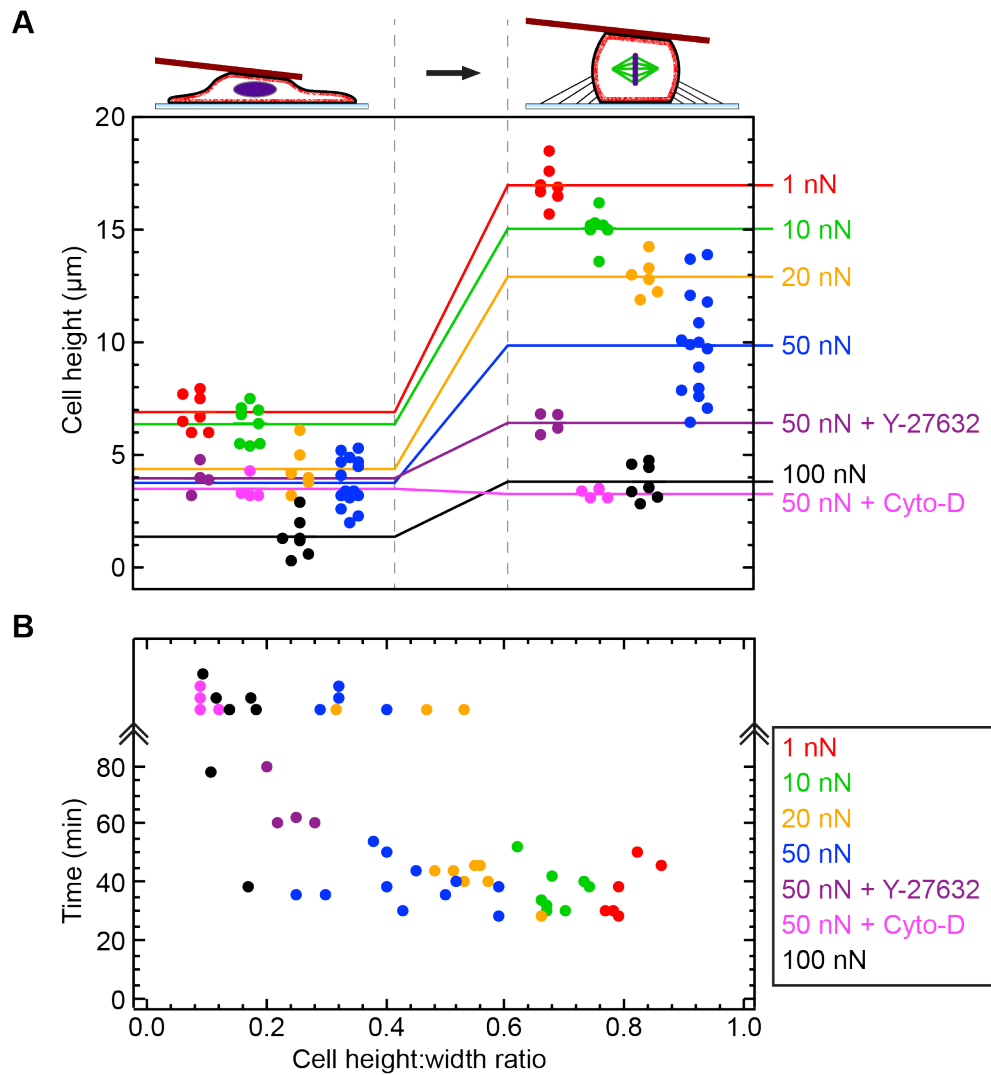 A
20
15
10
5
0
Cell height (µm)
1 nN
10 nN
20 nN
50 nN
50 nN + Y-27632
100 nN
50 nN + Cyto-D
B
80
60
40
20
0
Time (min)
0.0 0.2 0.4 0.6 0.8 1.0
Cell height:width ratio
1 nN
10 nN
20 nN
50 nN
50 nN + Y-27632
50 nN + Cyto-D
100 nN